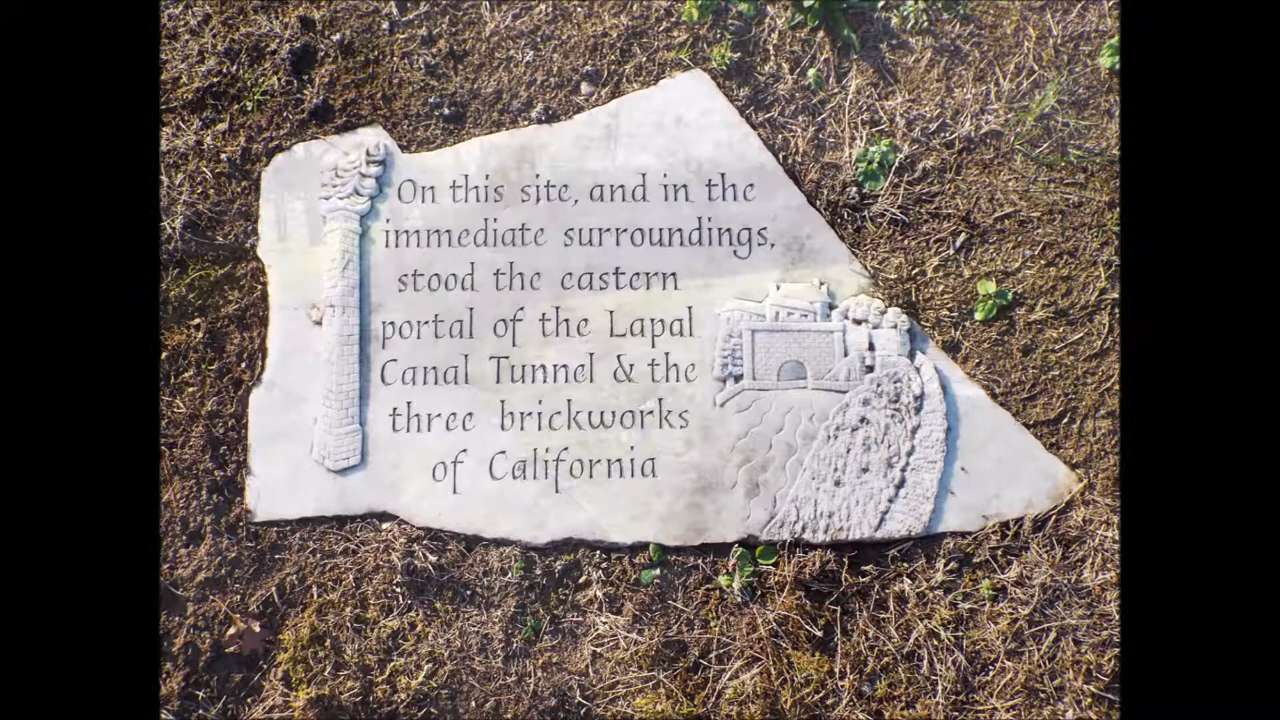 On this site, and in the
immediate surroundings,
stood the eastern
portal of the Lapal
Canal Tunnel & the
three brickworks
of California